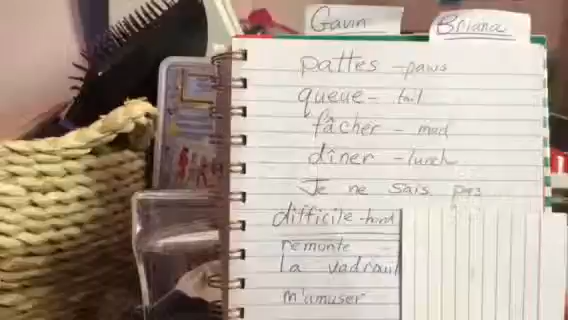 Gavin
Briana
pattes - paws
queue - tail
fâcher - mad
dîner - lunch
Je ne sais pas
difficile - hard
remonte -
la vadrouil
m'amuser